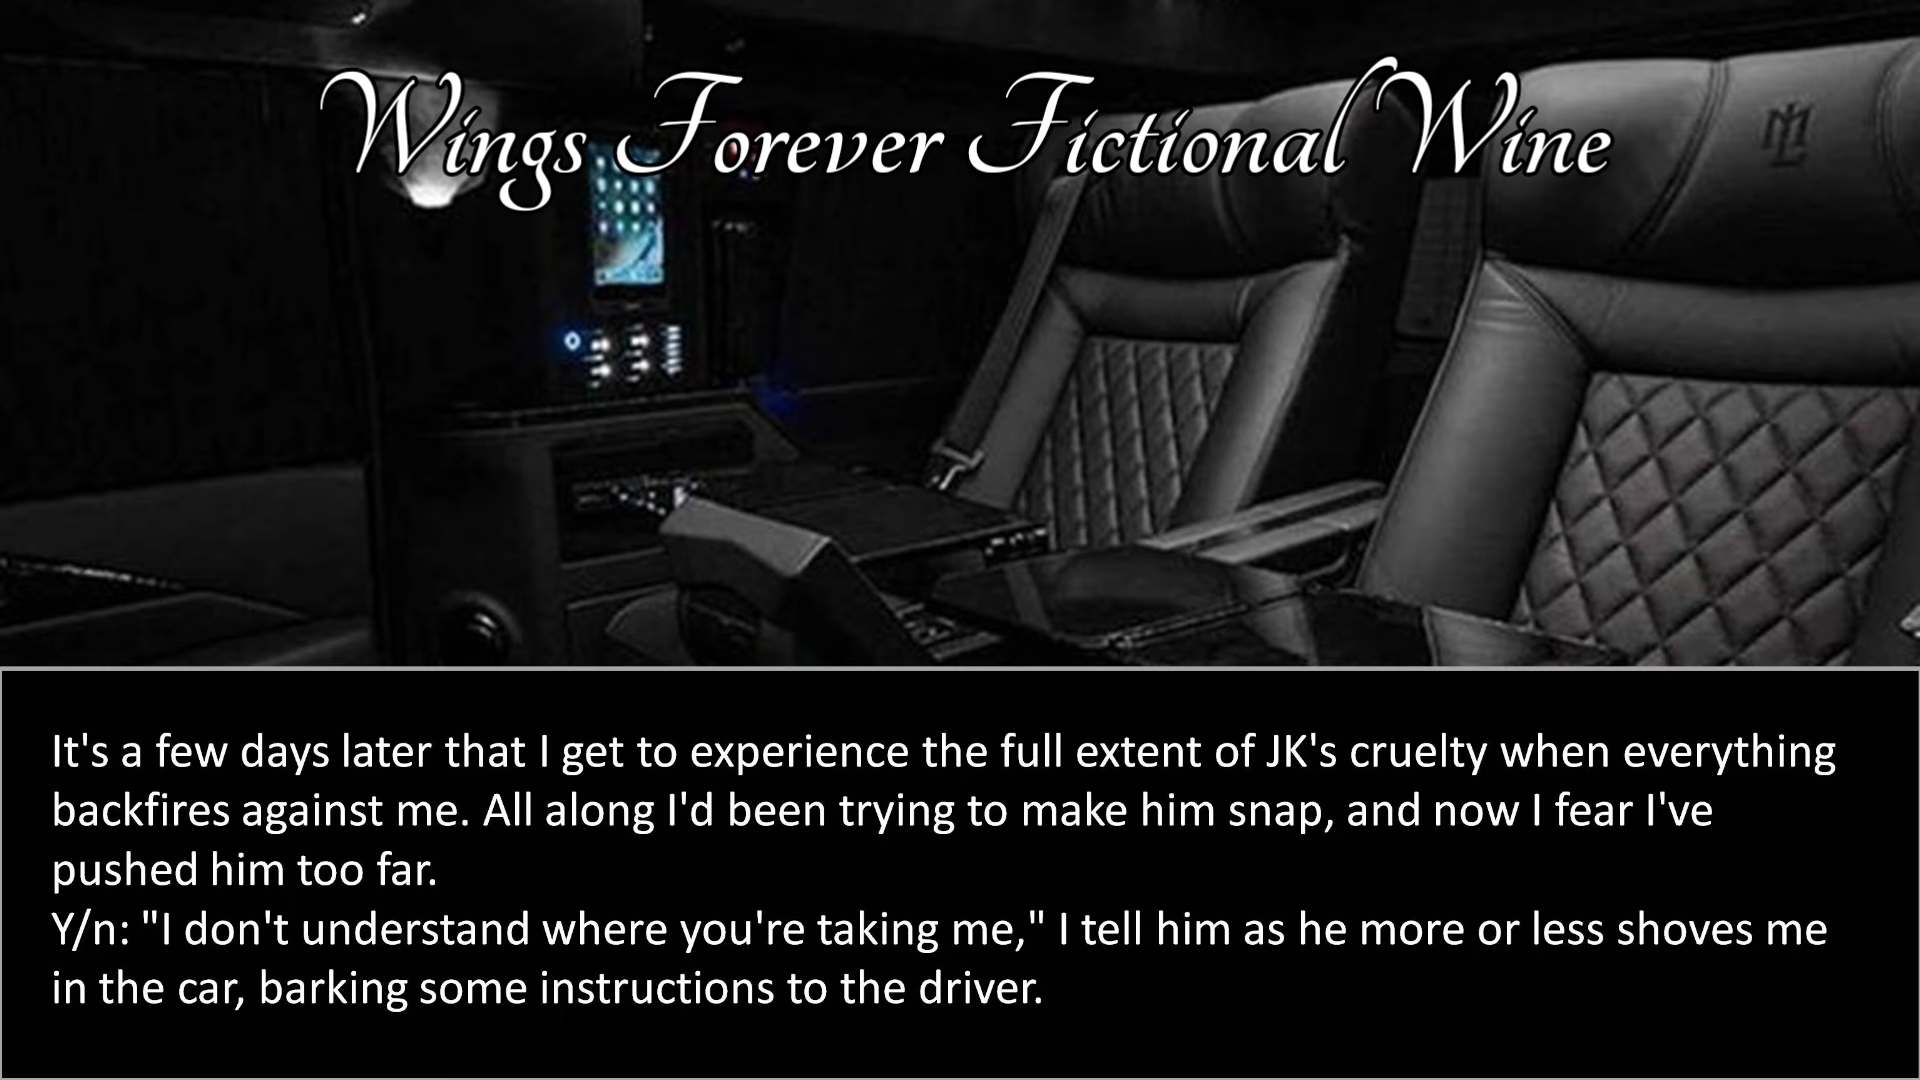 Wings Forever Fictional Wine
It's a few days later that I get to experience the full extent of JK's cruelty when everything
backfires against me. All along I'd been trying to make him snap, and now I fear I've
pushed him too far.
Y/n: "I don't understand where you're taking me," I tell him as he more or less shoves me
in the car, barking some instructions to the driver.